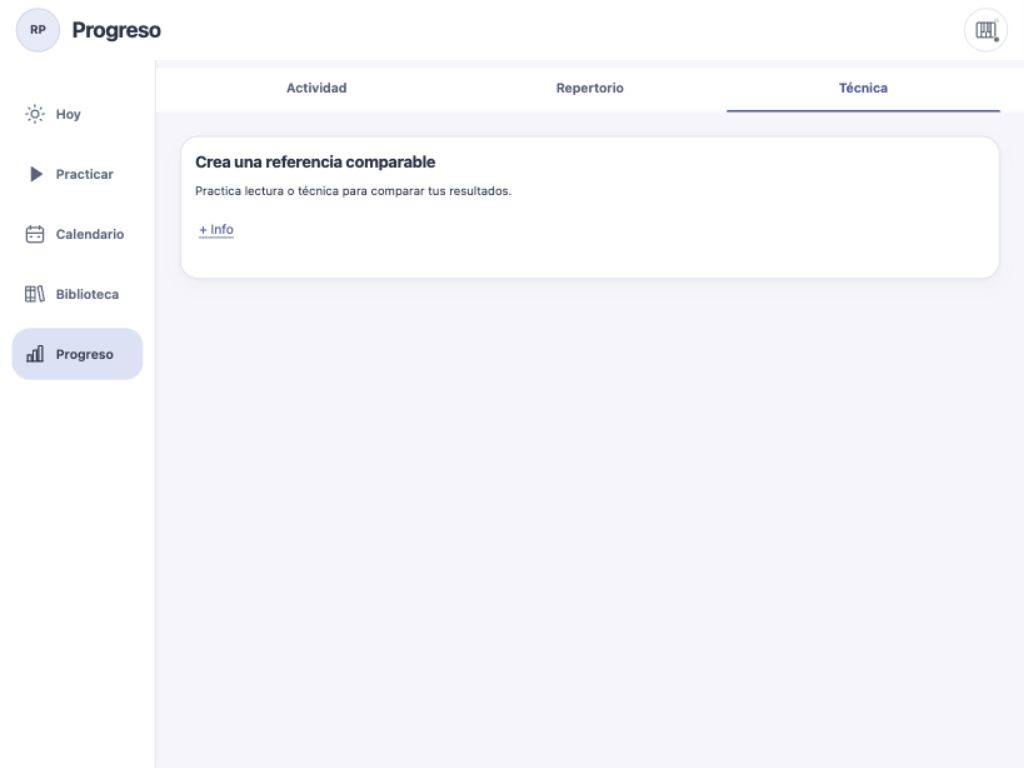 RP
Progreso
Hoy
Practicar
Calendario
Biblioteca
Progreso
Actividad
Repertorio
Técnica
Crea una referencia comparable
Practica lectura o técnica para comparar tus resultados.
+ Info